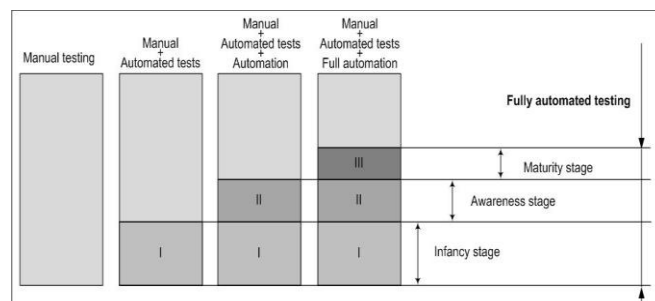 Manual testing
Manual
+
Automated tests
Manual
+
Automated tests
+
Automation
Manual
+
Automated tests
+
Full automation
Fully automated testing
III
Maturity stage
II
II
Awareness stage
I
I
I
Infancy stage